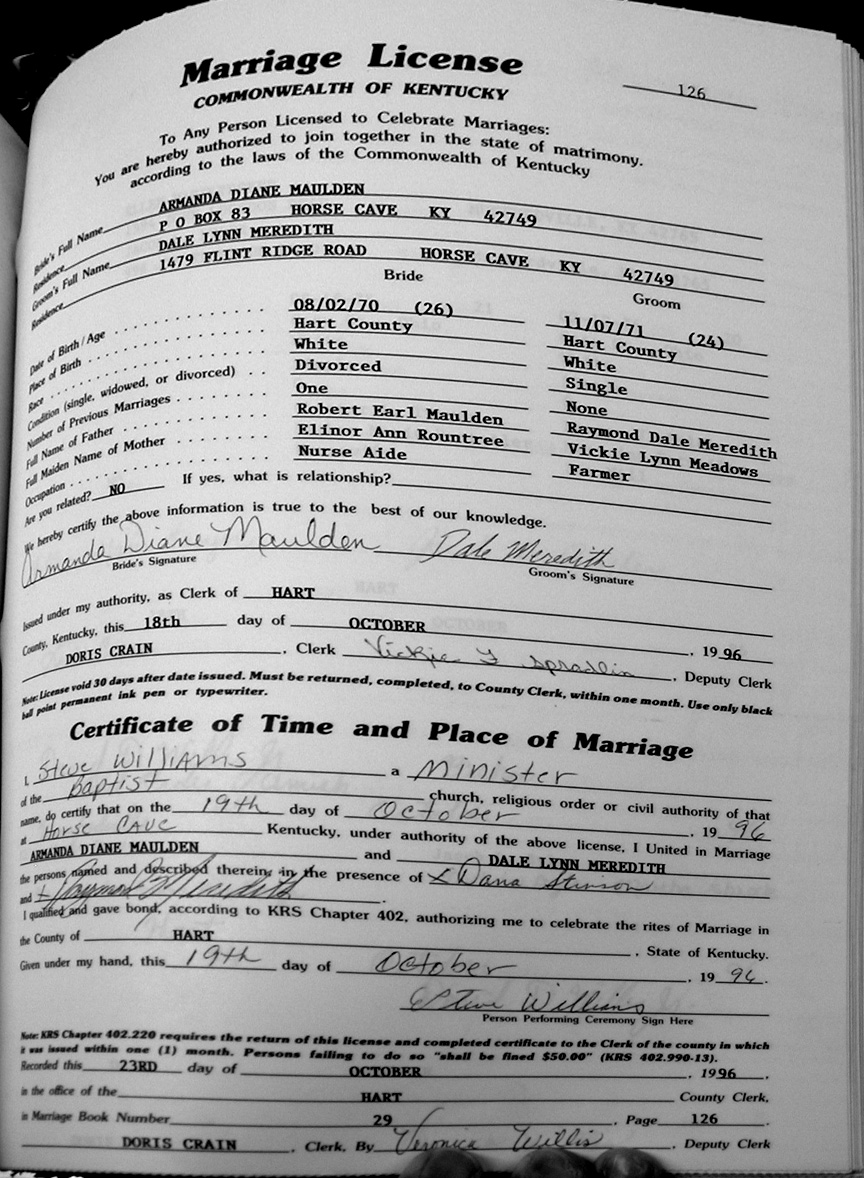 Marriage License
126
COMMONWEALTH OF KENTUCKY
To Any Person Licensed to Celebrate Marriages:
You are hereby authorized to join together in the state of matrimony.
according to the laws of the Commonwealth of Kentucky
Bride's Full Name ARMANDA DIANE MAULDEN
Residence P O BOX 83 HORSE CAVE KY 42749
Groom's Full Name DALE LYNN MEREDITH
Residence 1479 FLINT RIDGE ROAD HORSE CAVE KY 42749
Bride Groom
Date of Birth / Age 08/02/70 (26) 11/07/71 (24)
Place of Birth Hart County Hart County
Race White White
Condition (single, widowed, or divorced) Divorced Single
Number of Previous Marriages One None
Full Name of Father Robert Earl Maulden Raymond Dale Meredith
Full Maiden Name of Mother Elinor Ann Rountree Vickie Lynn Meadows
Occupation Nurse Aide Farmer
Are you related? NO If yes, what is relationship?
We hereby certify the above information is true to the best of our knowledge.
Armanda Diane Maulden Dale Meredith
Bride's Signature Groom's Signature
Issued under my authority, as Clerk of HART
County, Kentucky, this 18th day of OCTOBER , 19 96
DORIS CRAIN , Clerk Vickie F Spradlin , Deputy Clerk
Note: License void 30 days after date issued. Must be returned, completed, to County Clerk, within one month. Use only black
ball point permanent ink pen or typewriter.
Certificate of Time and Place of Marriage
I, Steve Williams a Minister
of the Baptist church, religious order or civil authority of that
name, do certify that on the 19th day of October , 19 96
at Horse Cave Kentucky, under authority of the above license, I United in Marriage
ARMANDA DIANE MAULDEN and DALE LYNN MEREDITH
the persons named and described therein, in the presence of x Dana Stinson
and x Raymond Meredith .
I qualified and gave bond, according to KRS Chapter 402, authorizing me to celebrate the rites of Marriage in
the County of HART , State of Kentucky.
Given under my hand, this 19th day of October , 19 96.
Steve Williams
Person Performing Ceremony Sign Here
Note: KRS Chapter 402.220 requires the return of this license and completed certificate to the Clerk of the county in which
it was issued within one (1) month. Persons failing to do so "shall be fined $50.00" (KRS 402.990-13).
Recorded this 23RD day of OCTOBER , 1996 .
in the office of the HART County Clerk,
in Marriage Book Number 29 , Page 126
DORIS CRAIN , Clerk, By Veronica Willis , Deputy Clerk